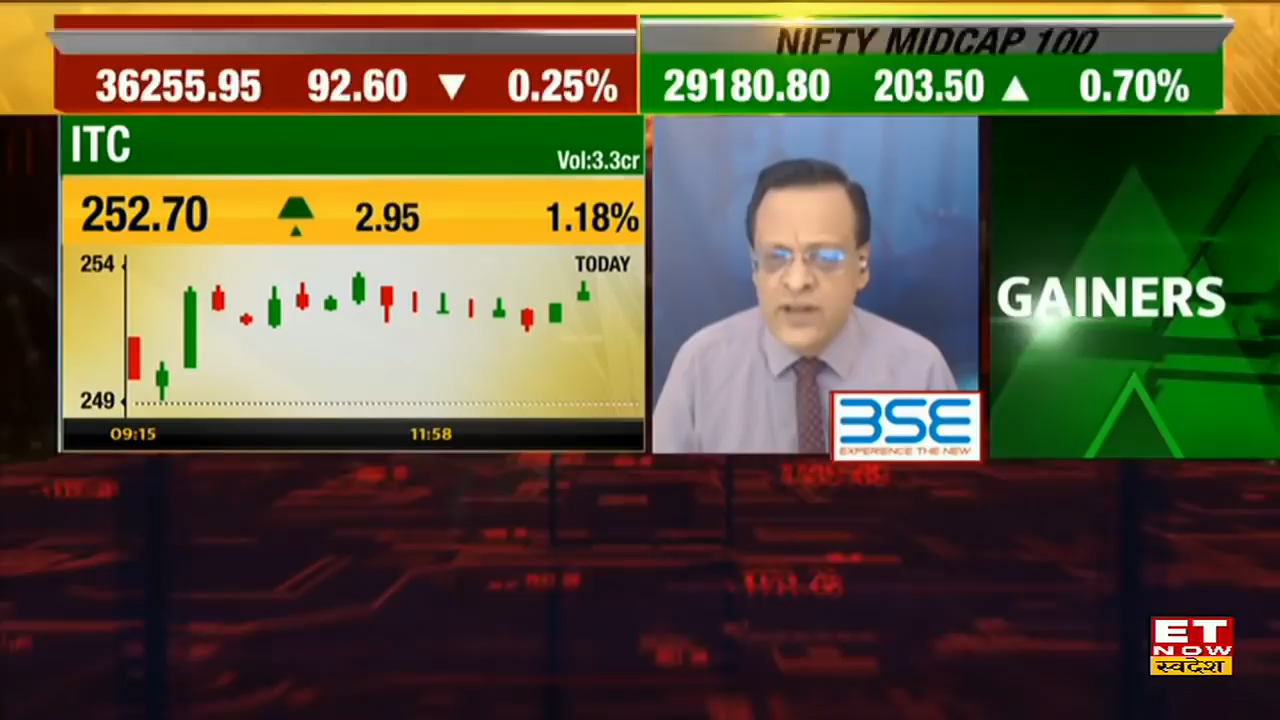 NIFTY MIDCAP 100
36255.95 92.60 ▼ 0.25%
29180.80 203.50 ▲ 0.70%
ITC
Vol:3.3cr
252.70 2.95 1.18%
254
TODAY
249
09:15 11:58
BSE
EXPERIENCE THE NEW
GAINERS
ET
NOW
स्वदेश